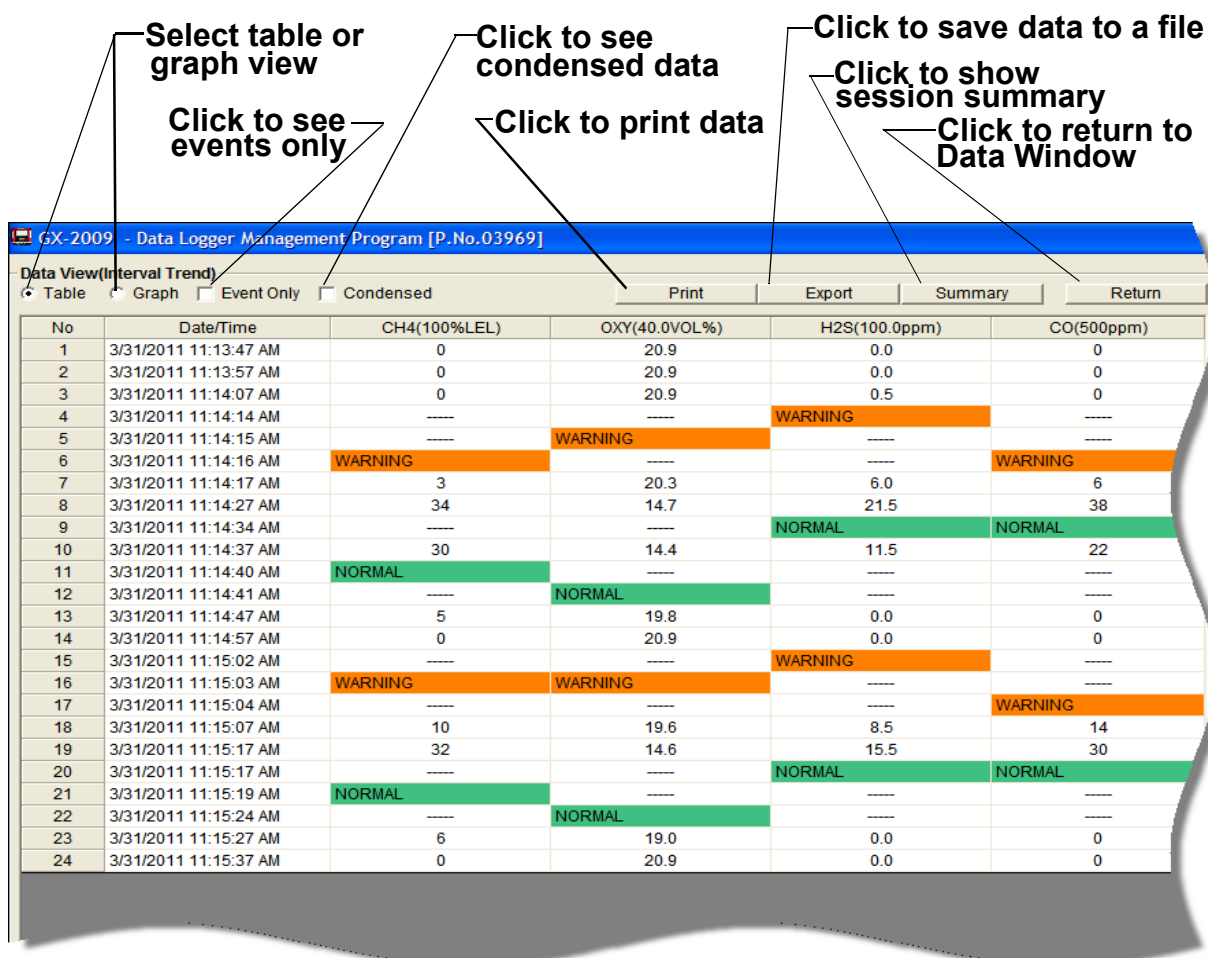 Select table or
graph view
Click to see
condensed data
Click to save data to a file
Click to show
session summary
Click to see
events only
Click to print data
Click to return to
Data Window
GX-2009 - Data Logger Management Program [P.No.03969]
Data View(Interval Trend)
Table Graph Event Only Condensed Print Export Summary Return
No Date/Time CH4(100%LEL) OXY(40.0VOL%) H2S(100.0ppm) CO(500ppm)
1 3/31/2011 11:13:47 AM 0 20.9 0.0 0
2 3/31/2011 11:13:57 AM 0 20.9 0.0 0
3 3/31/2011 11:14:07 AM 0 20.9 0.5 0
4 3/31/2011 11:14:14 AM ----- ----- WARNING -----
5 3/31/2011 11:14:15 AM ----- WARNING ----- -----
6 3/31/2011 11:14:16 AM WARNING ----- ----- WARNING
7 3/31/2011 11:14:17 AM 3 20.3 6.0 6
8 3/31/2011 11:14:27 AM 34 14.7 21.5 38
9 3/31/2011 11:14:34 AM ----- ----- NORMAL NORMAL
10 3/31/2011 11:14:37 AM 30 14.4 11.5 22
11 3/31/2011 11:14:40 AM NORMAL ----- ----- -----
12 3/31/2011 11:14:41 AM ----- NORMAL ----- -----
13 3/31/2011 11:14:47 AM 5 19.8 0.0 0
14 3/31/2011 11:14:57 AM 0 20.9 0.0 0
15 3/31/2011 11:15:02 AM ----- ----- WARNING -----
16 3/31/2011 11:15:03 AM WARNING WARNING ----- -----
17 3/31/2011 11:15:04 AM ----- ----- ----- WARNING
18 3/31/2011 11:15:07 AM 10 19.6 8.5 14
19 3/31/2011 11:15:17 AM 32 14.6 15.5 30
20 3/31/2011 11:15:17 AM ----- ----- NORMAL NORMAL
21 3/31/2011 11:15:19 AM NORMAL ----- ----- -----
22 3/31/2011 11:15:24 AM ----- NORMAL ----- -----
23 3/31/2011 11:15:27 AM 6 19.0 0.0 0
24 3/31/2011 11:15:37 AM 0 20.9 0.0 0